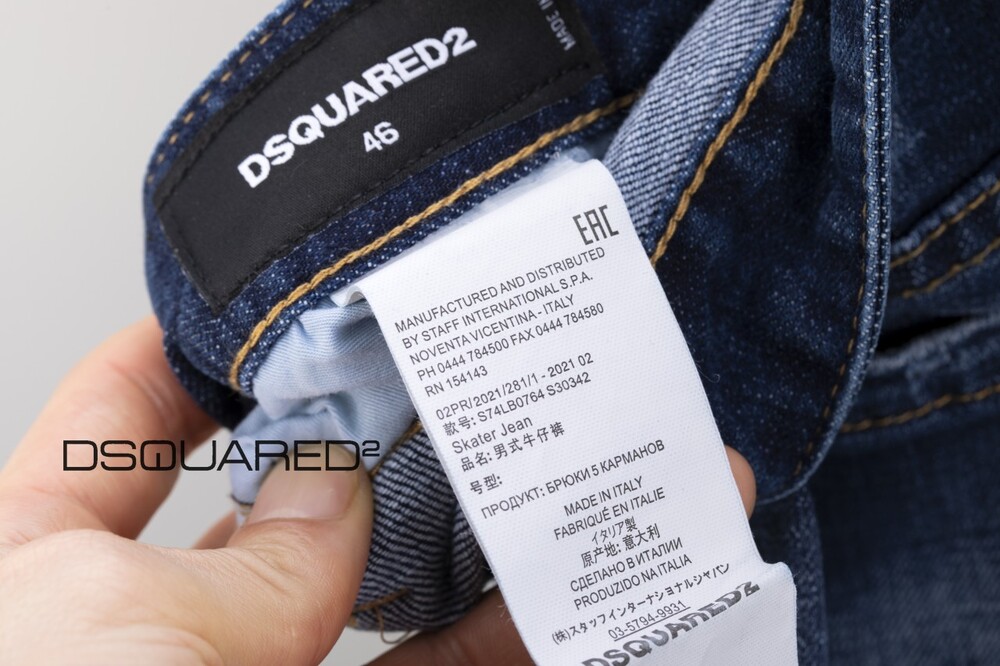 DSQUARED2
46
MADE IN
EAC
MANUFACTURED AND DISTRIBUTED
BY STAFF INTERNATIONAL S.P.A.
NOVENTA VICENTINA - ITALY
PH 0444 784500 FAX 0444 784580
RN 154143
02PR/2021/281/1 - 2021 02
款号: S74LB0764 S30342
Skater Jean
品名: 男式牛仔裤
号型:
ПРОДУКТ: БРЮКИ 5 КАРМАНОВ
MADE IN ITALY
FABRIQUÉ EN ITALIE
イタリア製
原产地: 意大利
СДЕЛАНО В ИТАЛИИ
PRODUZIDO NA ITALIA
(株)スタッフインターナショナルジャパン
03-5794-9931
DSQUARED2
DSQUARED2